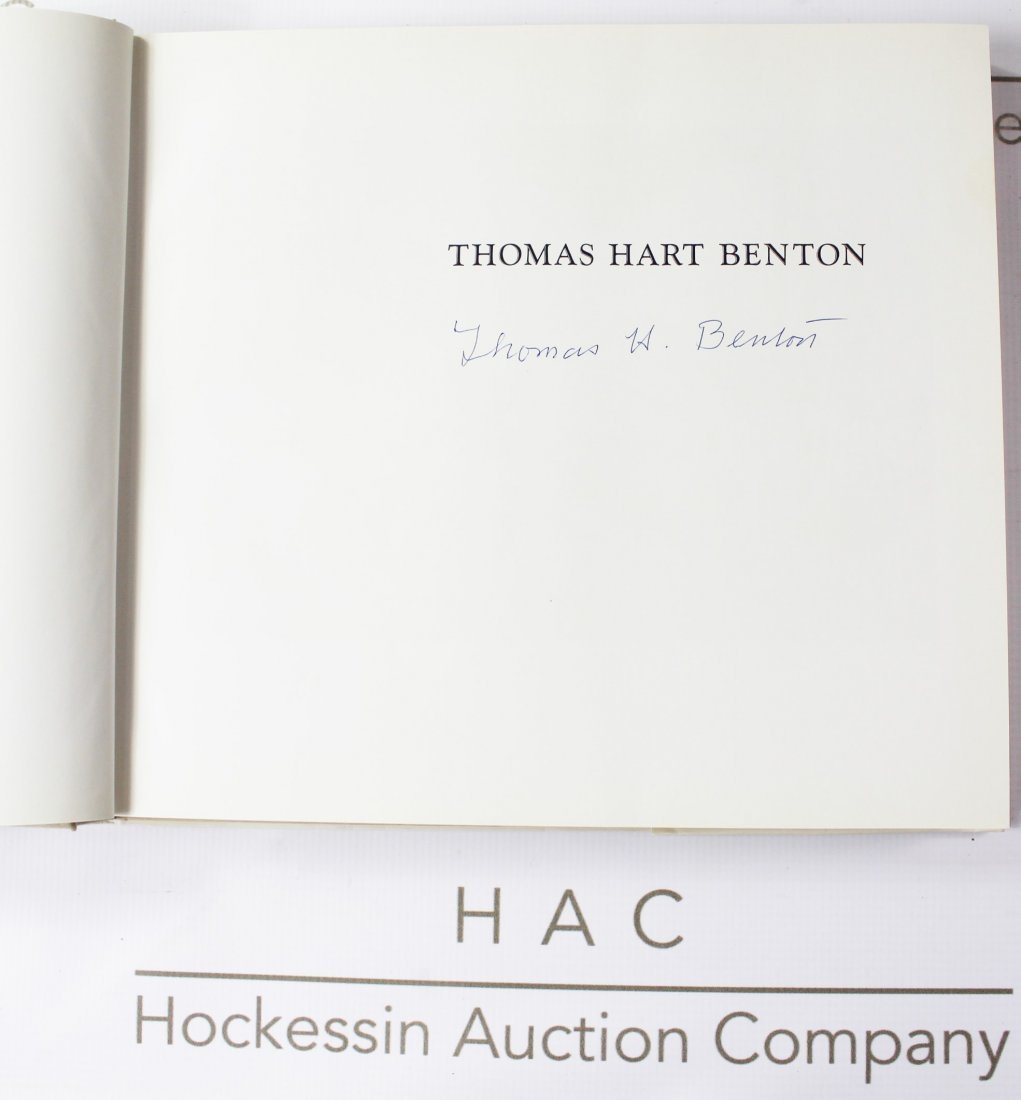 THOMAS HART BENTON
Thomas H. Benton
H A C
Hockessin Auction Company